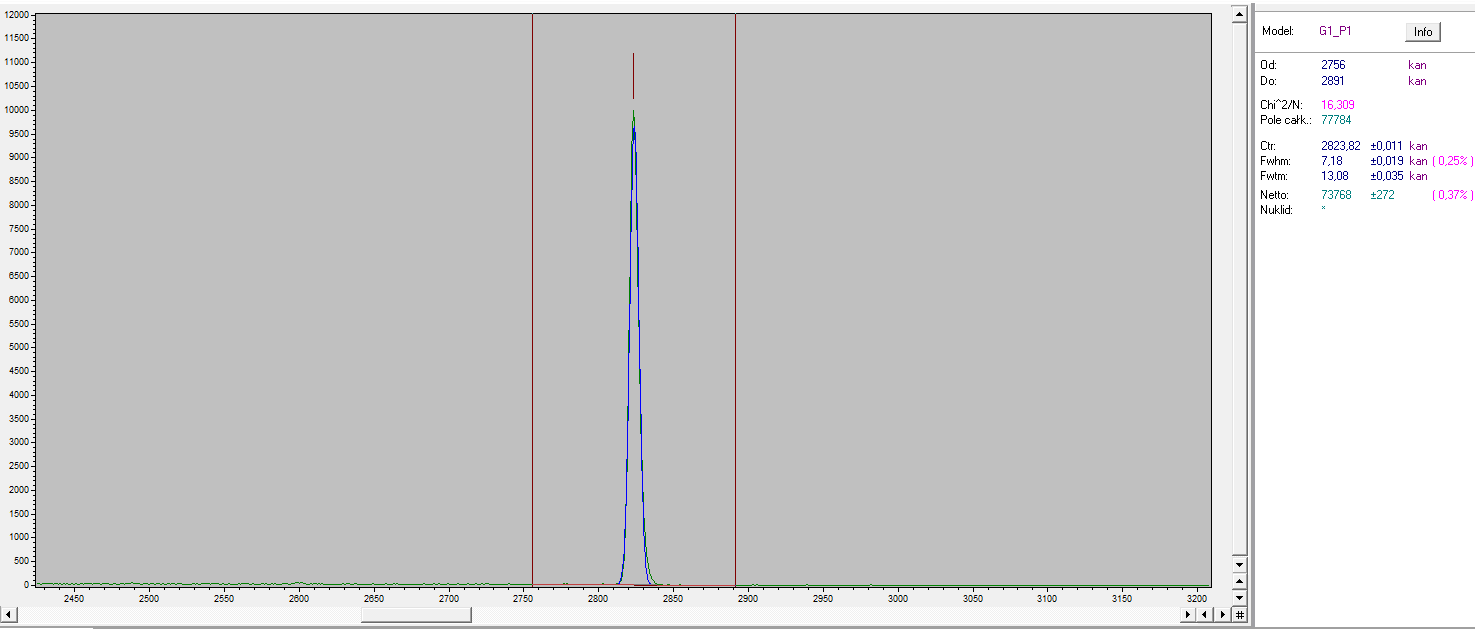 12000
11500
11000
10500
10000
9500
9000
8500
8000
7500
7000
6500
6000
5500
5000
4500
4000
3500
3000
2500
2000
1500
1000
500
0
2450 2500 2550 2600 2650 2700 2750 2800 2850 2900 2950 3000 3050 3100 3150 3200
Model: G1_P1 Info
Od: 2756 kan
Do: 2891 kan
Chi^2/N: 16,309
Pole całk.: 77784
Ctr: 2823,82 ±0,011 kan
Fwhm: 7,18 ±0,019 kan ( 0,25% )
Fwtm: 13,08 ±0,035 kan
Netto: 73768 ±272 ( 0,37% )
Nuklid: *